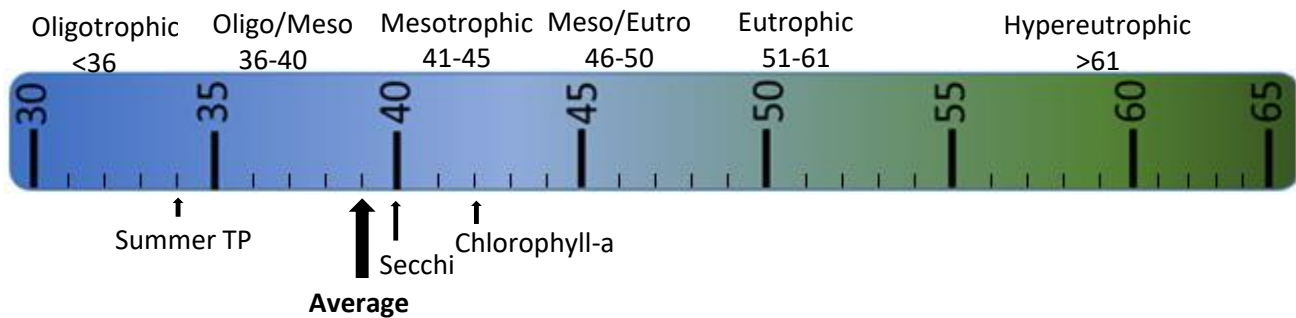 Oligotrophic Oligo/Meso Mesotrophic Meso/Eutro Eutrophic Hypereutrophic
<36 36-40 41-45 46-50 51-61 >61
30 35 40 45 50 55 60 65
Summer TP Chlorophyll-a
Secchi
Average